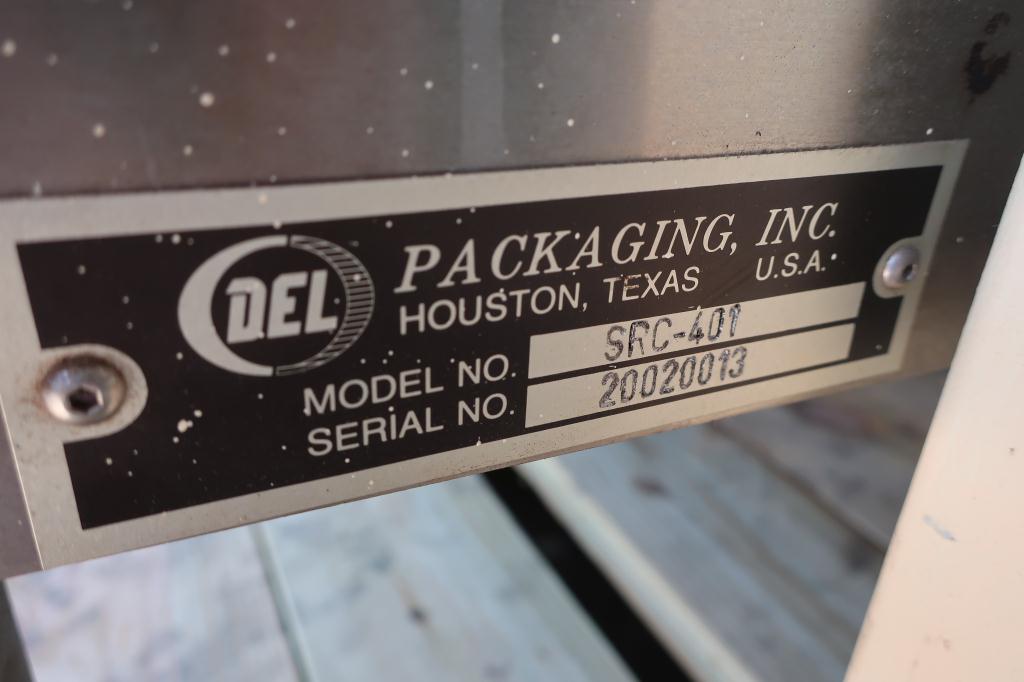 DEL PACKAGING, INC.
HOUSTON, TEXAS U.S.A.
MODEL NO. SRC-401
SERIAL NO. 20020013